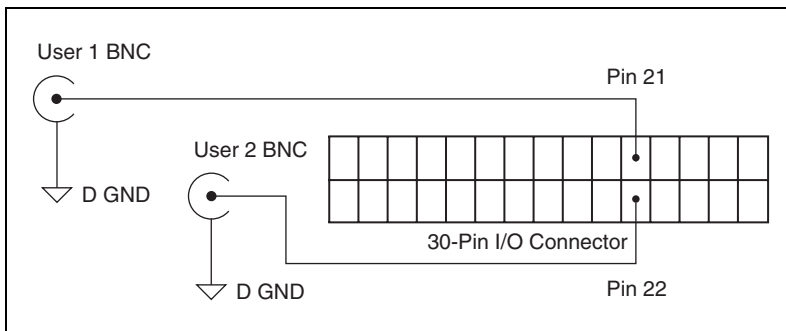 User 1 BNC
Pin 21
User 2 BNC
D GND
30-Pin I/O Connector
D GND
Pin 22